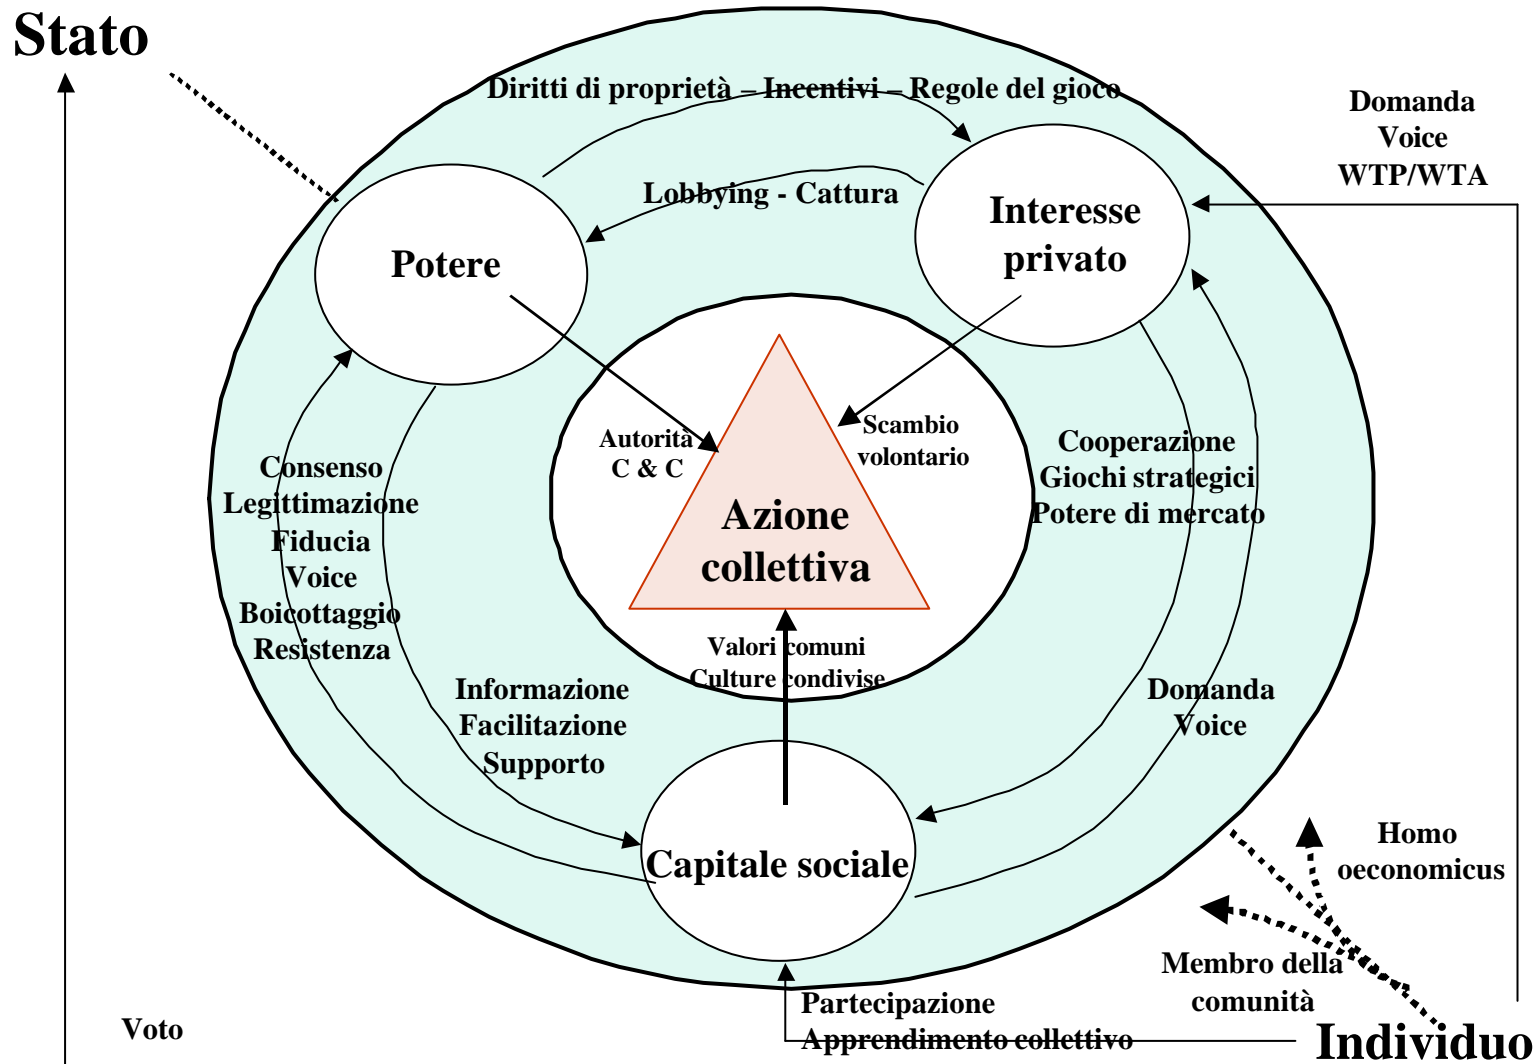 Stato
Diritti di proprietà – Incentivi – Regole del gioco
Domanda
Voice
WTP/WTA
Lobbying - Cattura
Interesse
privato
Potere
Autorità
C & C
Scambio
volontario
Cooperazione
Giochi strategici
Potere di mercato
Consenso
Legittimazione
Fiducia
Voice
Boicottaggio
Resistenza
Azione
collettiva
Valori comuni
Culture condivise
Informazione
Facilitazione
Supporto
Domanda
Voice
Capitale sociale
Homo
oeconomicus
Membro della
comunità
Partecipazione
Apprendimento collettivo
Voto
Individuo